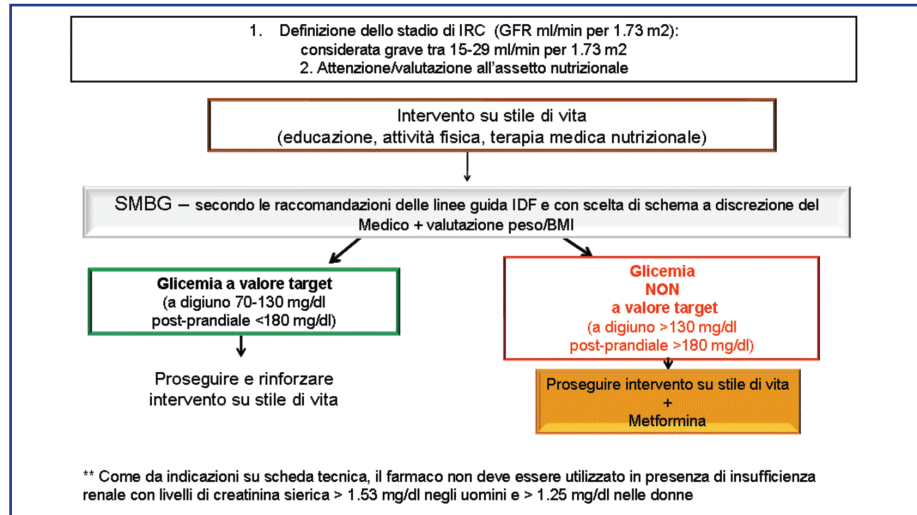 1. Definizione dello stadio di IRC (GFR ml/min per 1.73 m2):
considerata grave tra 15-29 ml/min per 1.73 m2
2. Attenzione/valutazione all'assetto nutrizionale
Intervento su stile di vita
(educazione, attività fisica, terapia medica nutrizionale)
SMBG – secondo le raccomandazioni delle linee guida IDF e con scelta di schema a discrezione del
Medico + valutazione peso/BMI
Glicemia a valore target
(a digiuno 70-130 mg/dl
post-prandiale <180 mg/dl)
Proseguire e rinforzare
intervento su stile di vita
Glicemia
NON
a valore target
(a digiuno >130 mg/dl
post-prandiale >180 mg/dl)
Proseguire intervento su stile di vita
+
Metformina
** Come da indicazioni su scheda tecnica, il farmaco non deve essere utilizzato in presenza di insufficienza
renale con livelli di creatinina sierica > 1.53 mg/dl negli uomini e > 1.25 mg/dl nelle donne